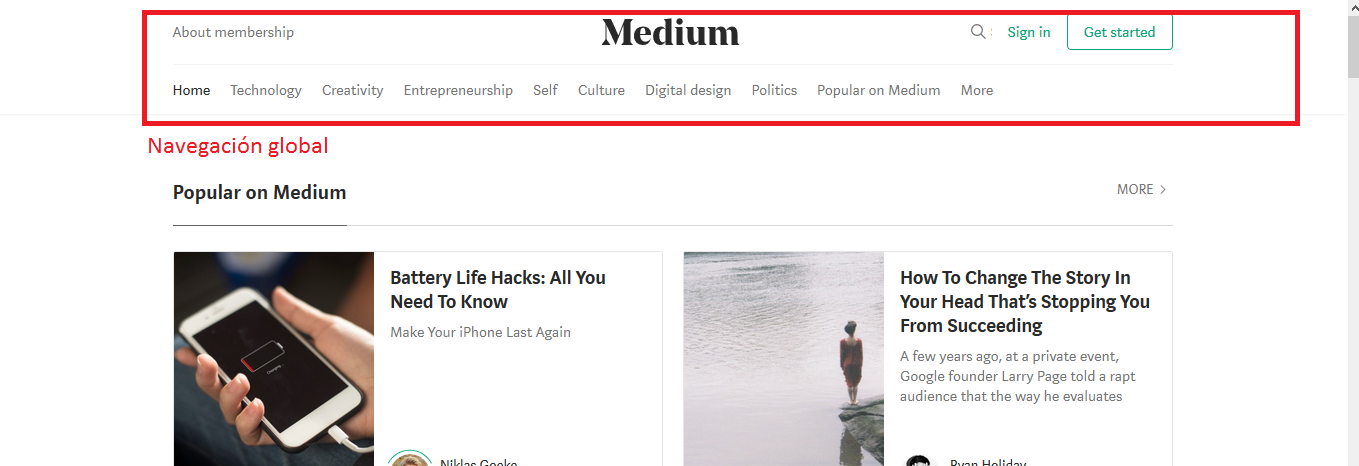 About membership
Medium
Sign in
Get started
Home Technology Creativity Entrepreneurship Self Culture Digital design Politics Popular on Medium More
Navegación global
Popular on Medium
MORE
Battery Life Hacks: All You
Need To Know
Make Your iPhone Last Again
Charging ...
How To Change The Story In
Your Head That’s Stopping You
From Succeeding
A few years ago, at a private event,
Google founder Larry Page told a rapt
audience that the way he evaluates
Niklas Goeke
Ryan Holiday